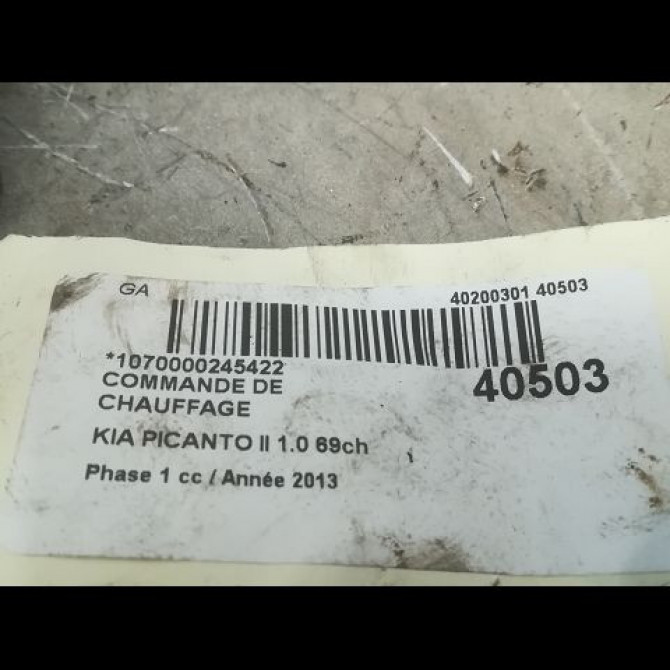 GA
40200301 40503
*1070000245422
40503
COMMANDE DE
CHAUFFAGE
KIA PICANTO II 1.0 69ch
Phase 1 cc / Année 2013